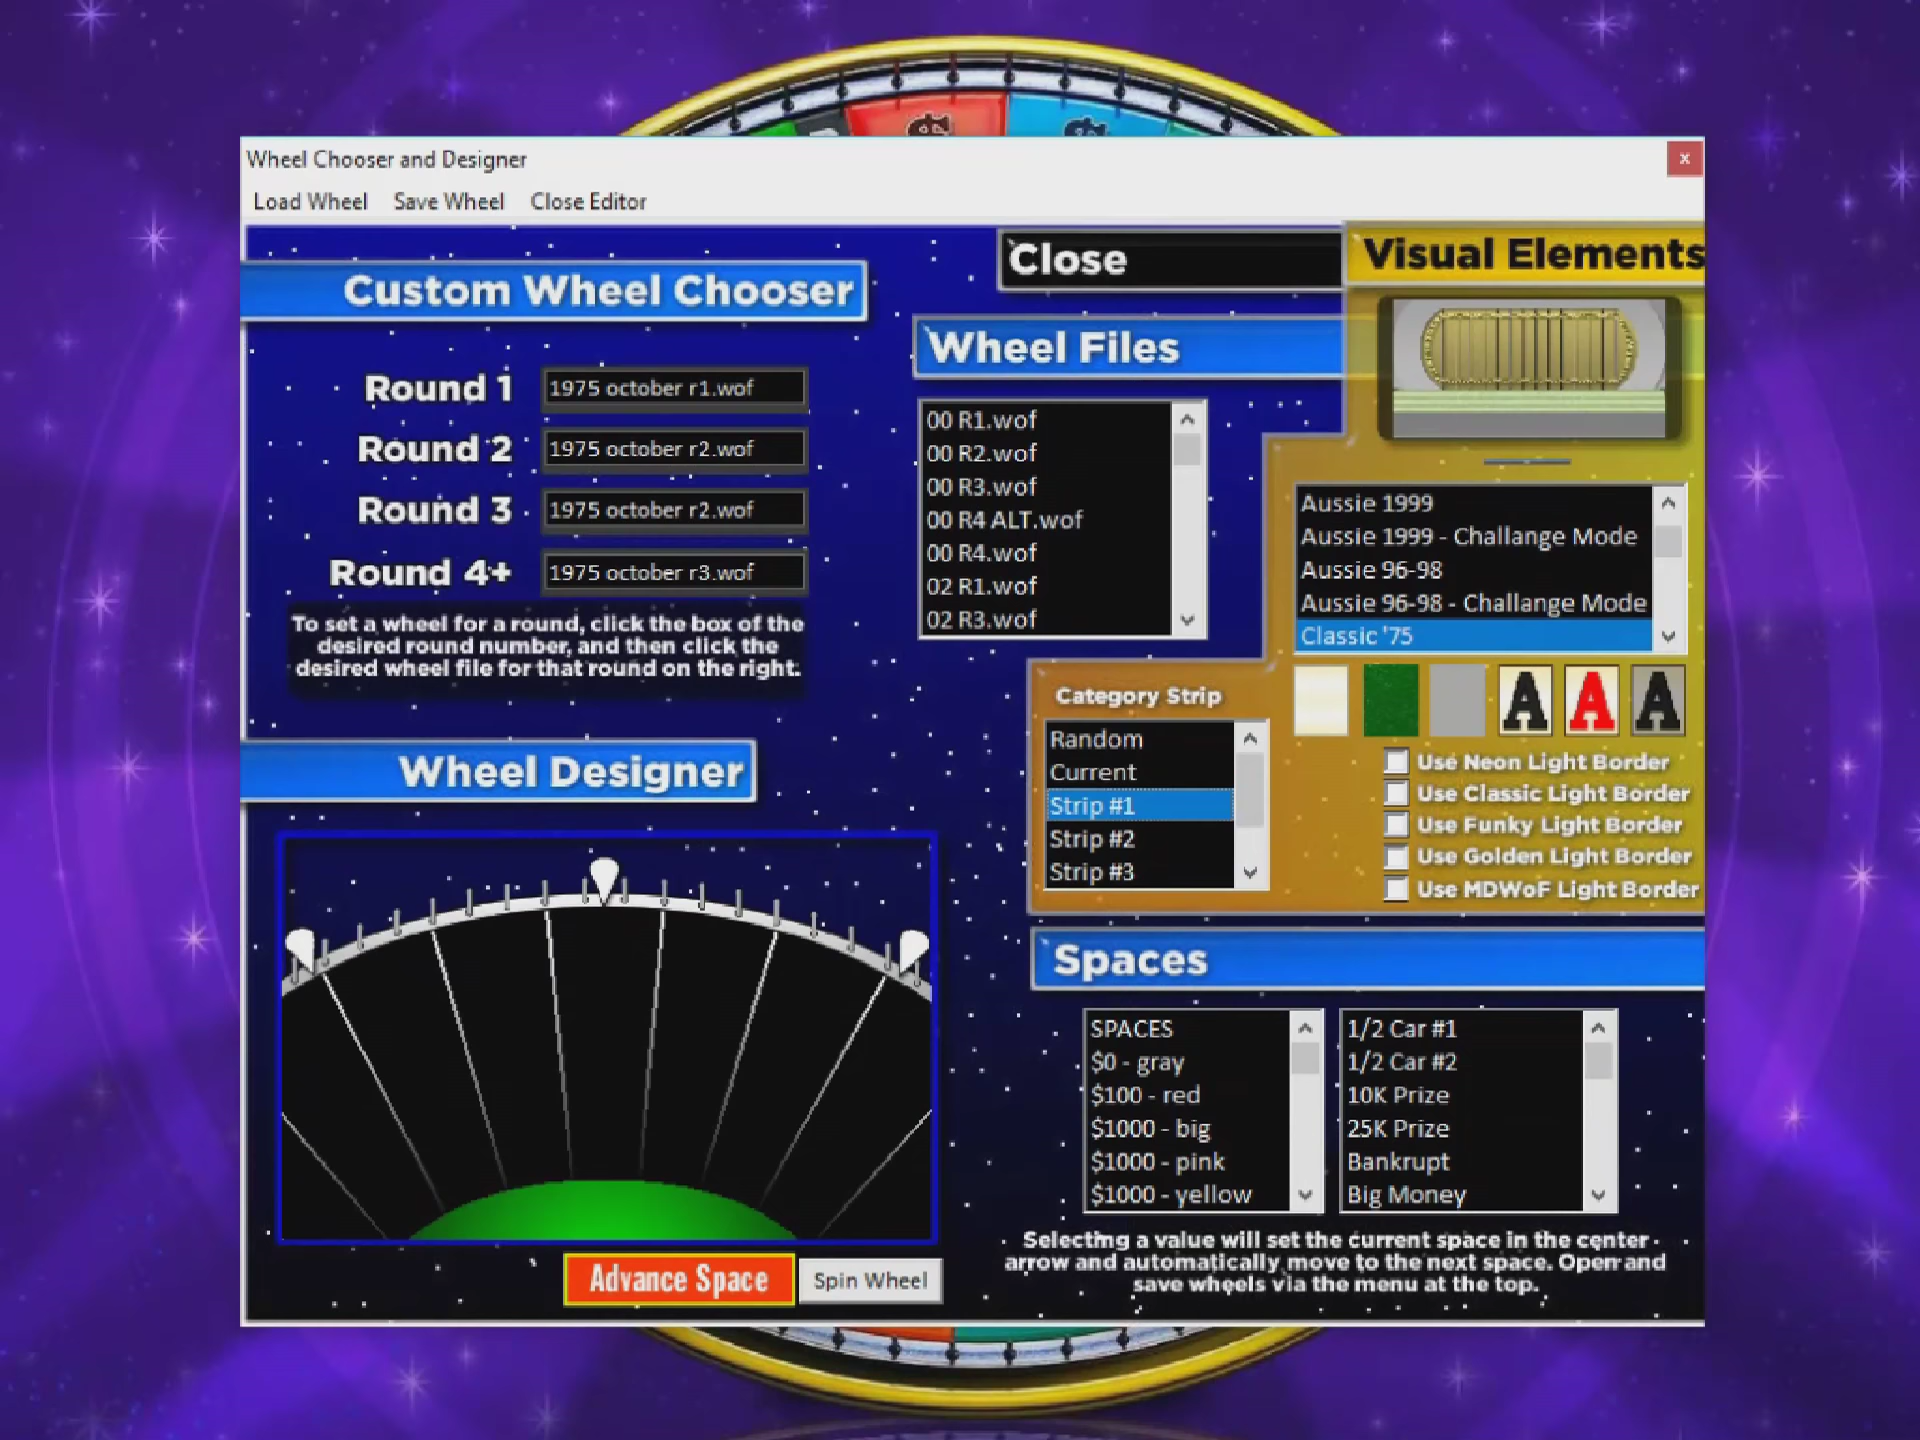 Wheel Chooser and Designer
x
Load Wheel Save Wheel Close Editor
Custom Wheel Chooser
Round 1 1975 october r1.wof
Round 2 1975 october r2.wof
Round 3 1975 october r2.wof
Round 4+ 1975 october r3.wof
To set a wheel for a round, click the box of the
desired round number, and then click the
desired wheel file for that round on the right.
Close
Wheel Files
00 R1.wof
00 R2.wof
00 R3.wof
00 R4 ALT.wof
00 R4.wof
02 R1.wof
02 R3.wof
Visual Elements
Aussie 1999
Aussie 1999 - Challange Mode
Aussie 96-98
Aussie 96-98 - Challange Mode
Classic '75
A A A
Category Strip
Random
Current
Strip #1
Strip #2
Strip #3
Use Neon Light Border
Use Classic Light Border
Use Funky Light Border
Use Golden Light Border
Use MDWoF Light Border
Wheel Designer
Advance Space Spin Wheel
Spaces
SPACES
$0 - gray
$100 - red
$1000 - big
$1000 - pink
$1000 - yellow
1/2 Car #1
1/2 Car #2
10K Prize
25K Prize
Bankrupt
Big Money
Selecting a value will set the current space in the center
arrow and automatically move to the next space. Open and
save wheels via the menu at the top.
$ $